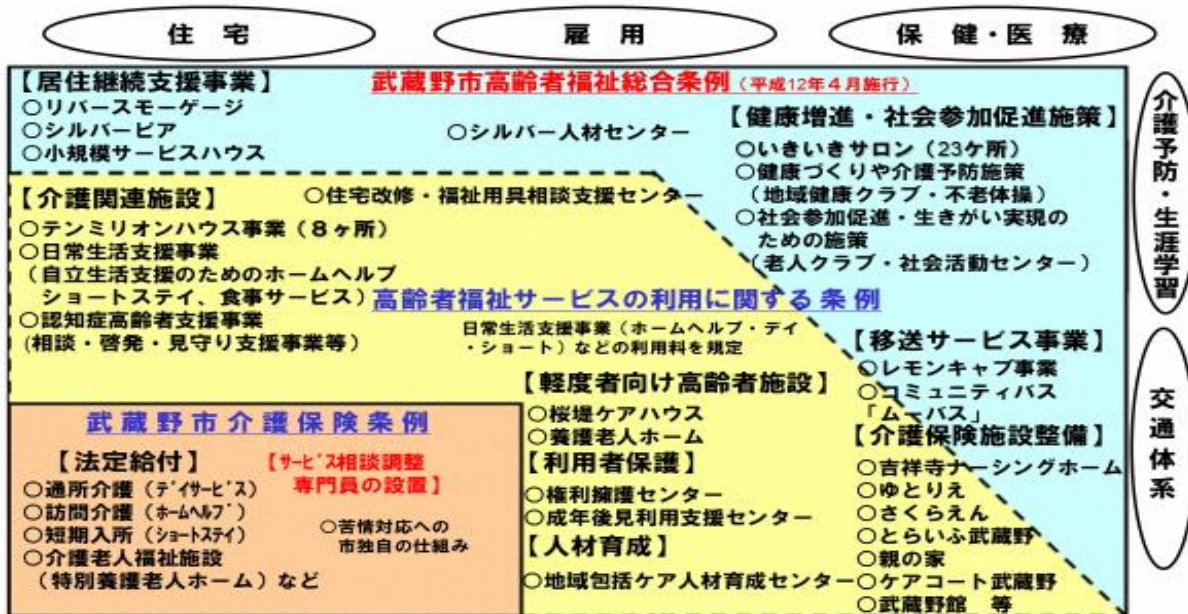 住 宅
雇 用
保 健・医 療
【居住継続支援事業】
○リバースモーゲージ
○シルバーピア
○小規模サービスハウス
武蔵野市高齢者福祉総合条例（平成12年４月施行）
○シルバー人材センター
【健康増進・社会参加促進施策】
○いきいきサロン（23ケ所）
○健康づくりや介護予防施策
（地域健康クラブ・不老体操）
○社会参加促進・生きがい実現の
ための施策
（老人クラブ・社会活動センター）
介護予防・生涯学習
【介護関連施設】
○住宅改修・福祉用具相談支援センター
○テンミリオンハウス事業（８ヶ所）
○日常生活支援事業
（自立生活支援のためのホームヘルプ
ショートステイ、食事サービス）
○認知症高齢者支援事業
(相談・啓発・見守り支援事業等）
高齢者福祉サービスの利用に関する条例
日常生活支援事業（ホームヘルプ・デイ
・ショート）などの利用料を規定
【移送サービス事業】
○レモンキャブ事業
○コミュニティバス
「ムーバス」
交通体系
【軽度者向け高齢者施設】
○桜堤ケアハウス
○養護老人ホーム
【利用者保護】
○権利擁護センター
○成年後見利用支援センター
【人材育成】
○地域包括ケア人材育成センター
【介護保険施設整備】
○吉祥寺ナーシングホーム
○ゆとりえ
○さくらえん
○とらいふ武蔵野
○親の家
○ケアコート武蔵野
○武蔵野館 等
武蔵野市介護保険条例
【法定給付】
○通所介護（ﾃﾞｲｻｰﾋﾞｽ）
○訪問介護（ﾎｰﾑﾍﾙﾌﾟ）
○短期入所（ｼｮｰﾄｽﾃｲ）
○介護老人福祉施設
（特別養護老人ホーム）など
【ｻｰﾋﾞｽ相談調整
専門員の設置】
○苦情対応への
市独自の仕組み